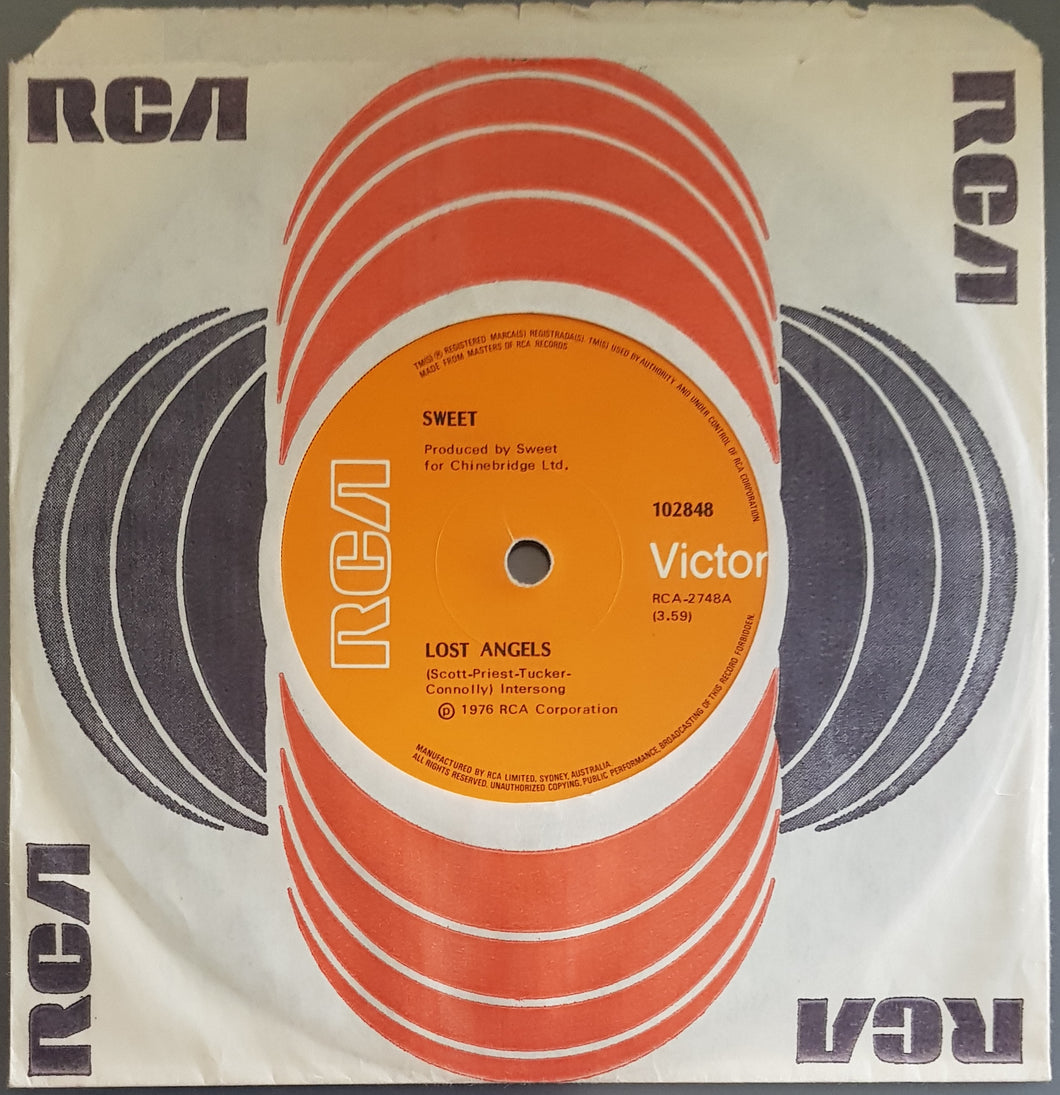 RCA
RCA
TM(S) ® REGISTERED MARCA(S) REGISTRADA(S). TM(S) USED BY AUTHORITY AND UNDER CONTROL OF RCA CORPORATION.
MADE FROM MASTERS OF RCA RECORDS
SWEET
Produced by Sweet
for Chinebridge Ltd.
RCA
102848
Victor
RCA-2748A
(3.59)
LOST ANGELS
(Scott-Priest-Tucker-
Connolly) Intersong
℗ 1976 RCA Corporation
MANUFACTURED BY RCA LIMITED, SYDNEY, AUSTRALIA.
ALL RIGHTS RESERVED. UNAUTHORIZED COPYING, PUBLIC PERFORMANCE, BROADCASTING OF THIS RECORD FORBIDDEN.
RCA
RCA